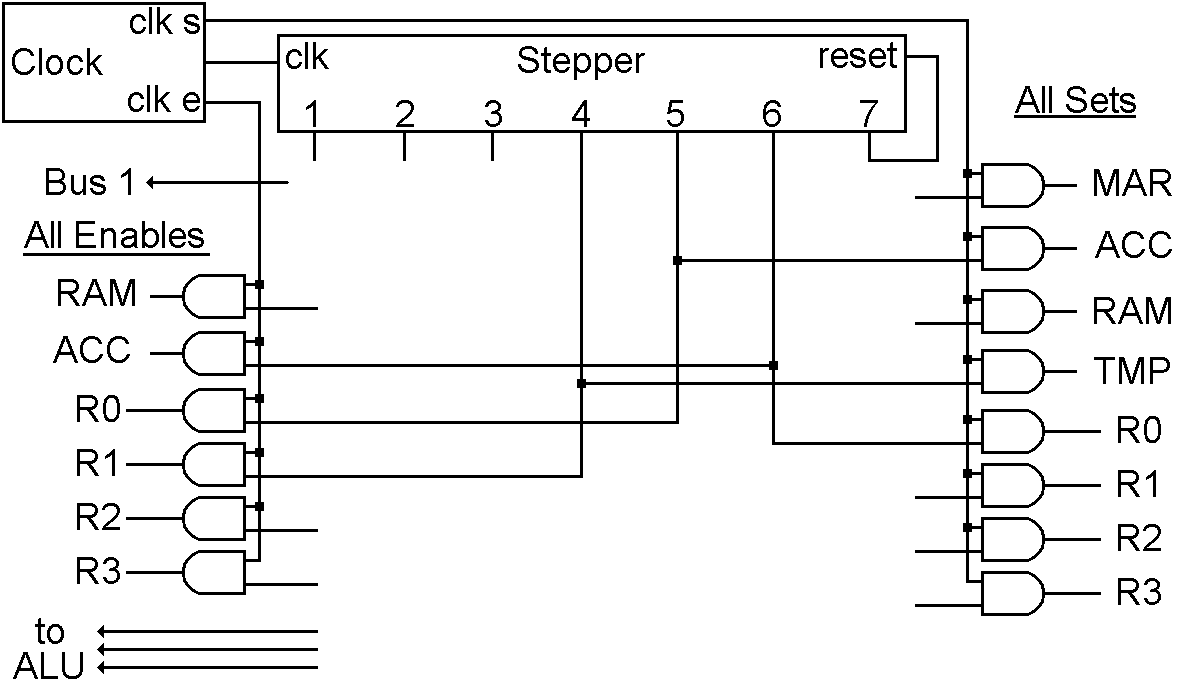 clk s
Clock
clk e
clk
Stepper
reset
1 2 3 4 5 6 7
All Sets
Bus 1
All Enables
RAM
ACC
R0
R1
R2
R3
to
ALU
MAR
ACC
RAM
TMP
R0
R1
R2
R3